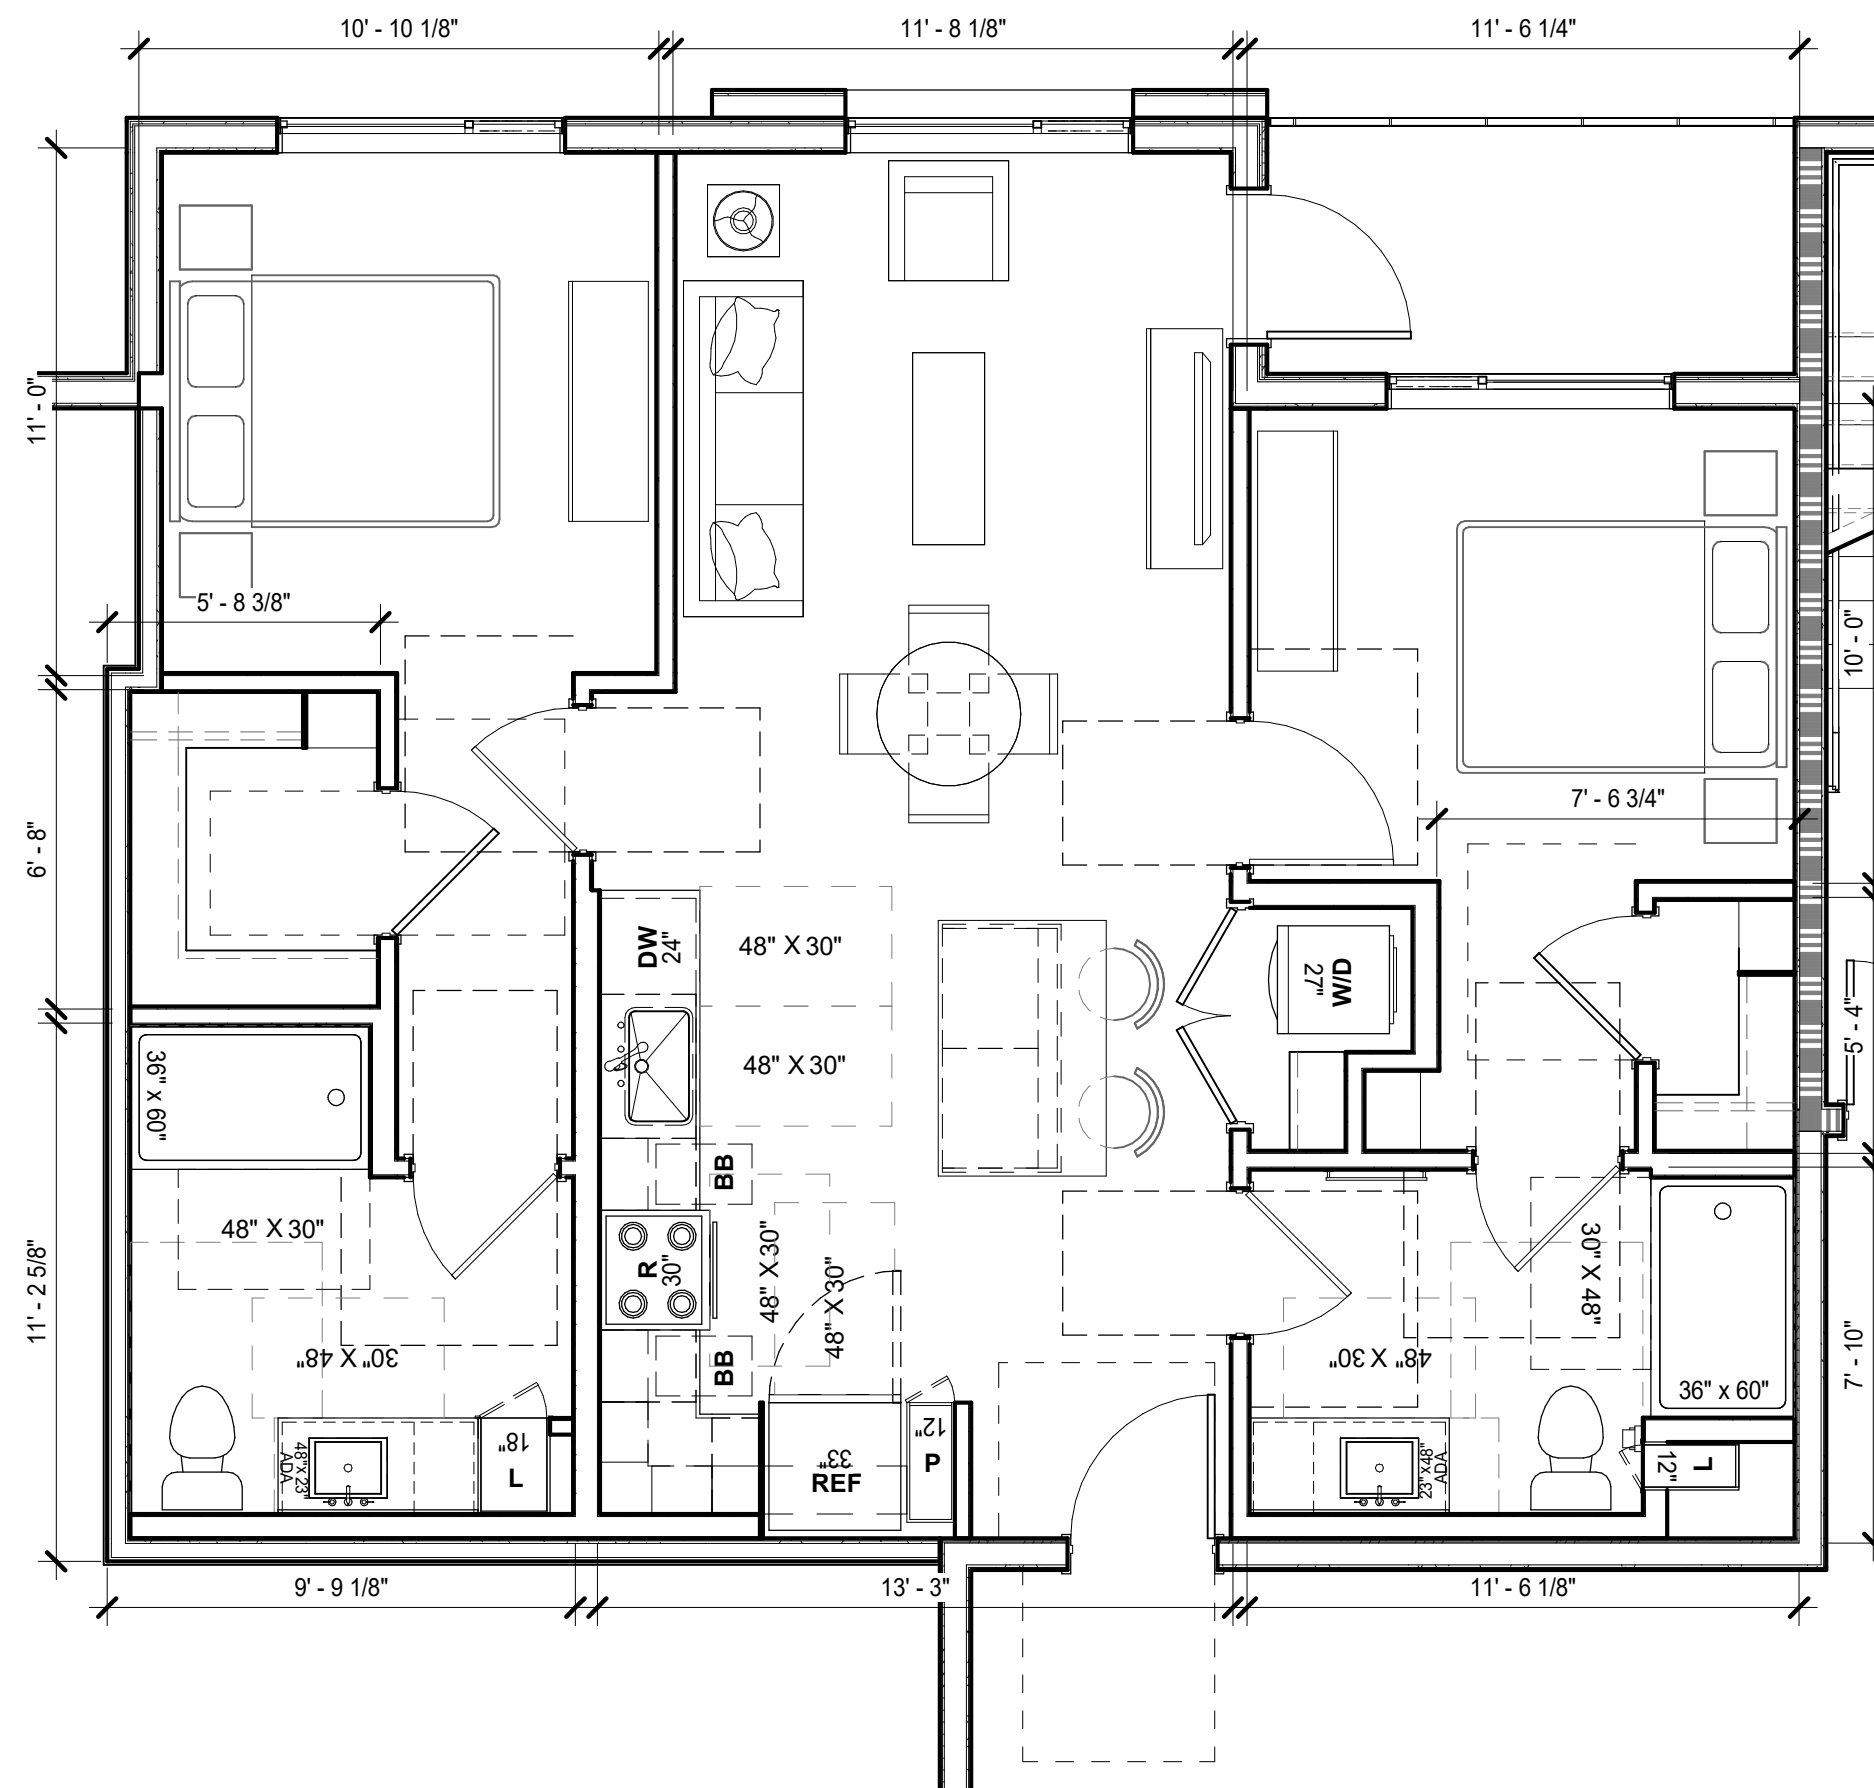 10' - 10 1/8"
11' - 8 1/8"
11' - 6 1/4"
11' - 0"
5' - 8 3/8"
10' - 0"
7' - 6 3/4"
6' - 8"
DW
24"
48" X 30"
W/D
27"
48" X 30"
5' - 4"
36" x 60"
BB
48" X 30"
R
30"
48" X 30"
48" X 30"
30" X 48"
11' - 2 5/8"
30" X 48"
BB
48" X 30"
36" x 60"
7' - 10"
48" x 23"
ADA
18"
L
33"
REF
12"
P
23" x 48"
ADA
12"
L
9' - 9 1/8"
13' - 3"
11' - 6 1/8"